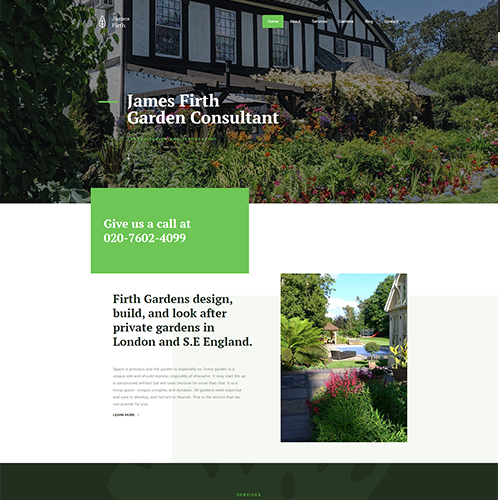 James
Firth
Home About Services Gardens Blog Contact
James Firth
Garden Consultant
Give us a call at
020-7602-4099
Firth Gardens design,
build, and look after
private gardens in
London and S.E England.
Space is precious and the garden is especially so. Every garden is a
unique site and should express originality of character. It may start life as
a constructed artifact but will soon become far more than that. It is a
living space - unique, complex, and dynamic. All gardens need expertise
and care to develop and nurture to flourish. This is the service that we
can provide for you.
LEARN MORE
SERVICES